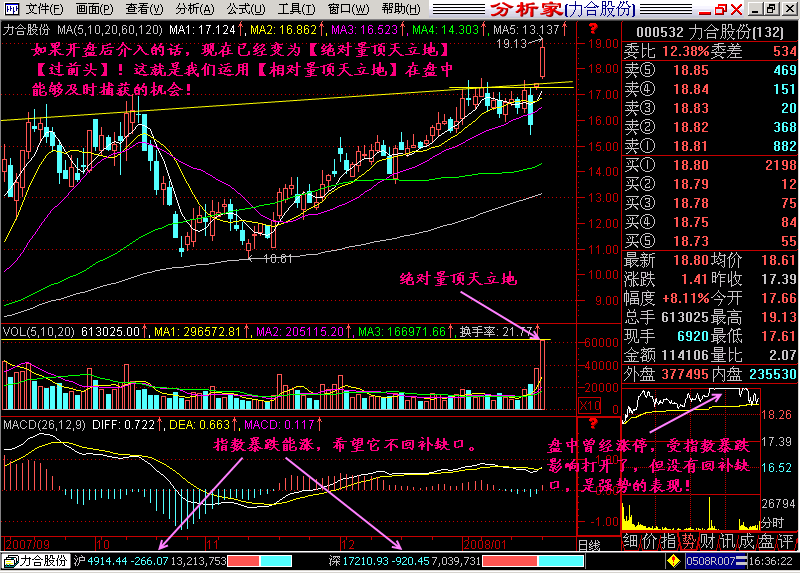 文件(F) 画面(P) 查看(V) 分析(A) 公式(U) 工具(T) 窗口(W) 帮助(H) 分析家 [力合股份]
力合股份 MA(5,10,20,60,120) MA1: 17.124↑, MA2: 16.862↑, MA3: 16.523↑, MA4: 14.303↑, MA5: 13.137↑
如果开盘后介入的话，现在已经变为【绝对量顶天立地】
【过前头】！这就是我们运用【相对量顶天立地】在盘中
能够及时捕获的机会！
19.13
10.61
19.00
18.00
17.00
16.00
15.00
14.00
13.00
12.00
11.00
10.00
9.00
绝对量顶天立地
VOL(5,10,20) 613025.00↑, MA1: 296572.81↑, MA2: 205115.20↑, MA3: 166971.66↑, 换手率: 21.77↑
60000
40000
20000
X10
MACD(26,12,9) DIFF: 0.722↑, DEA: 0.663↑, MACD: 0.117↑
指数暴跌能涨，希望它不回补缺口。
-1.00
2007/09 10 11 12 2008/01 日线
000532 力合股份(132)
委比 12.38% 委差 534
卖⑤ 18.85 469
卖④ 18.84 151
卖③ 18.83 20
卖② 18.82 368
卖① 18.81 882
买① 18.80 2198
买② 18.79 12
买③ 18.78 75
买④ 18.75 84
买⑤ 18.73 55
最新 18.80 均价 18.61
涨跌 1.41 昨收 17.39
幅度 +8.11% 今开 17.66
总手 613025 最高 19.13
现手 6920 最低 17.61
金额 114106 量比 2.07
外盘 377495 内盘 235530
18.26
17.39
16.52
26794
分时
盘中曾经涨停，受指数暴跌
影响打开了，但没有回补缺
口，是强势的表现！
细 价 指 势 财 讯 成 盘 评
力合股份 沪 4914.44 -266.07 13,213,753 深 17210.93 -920.45 7,039,731 0508R007 16:36:22